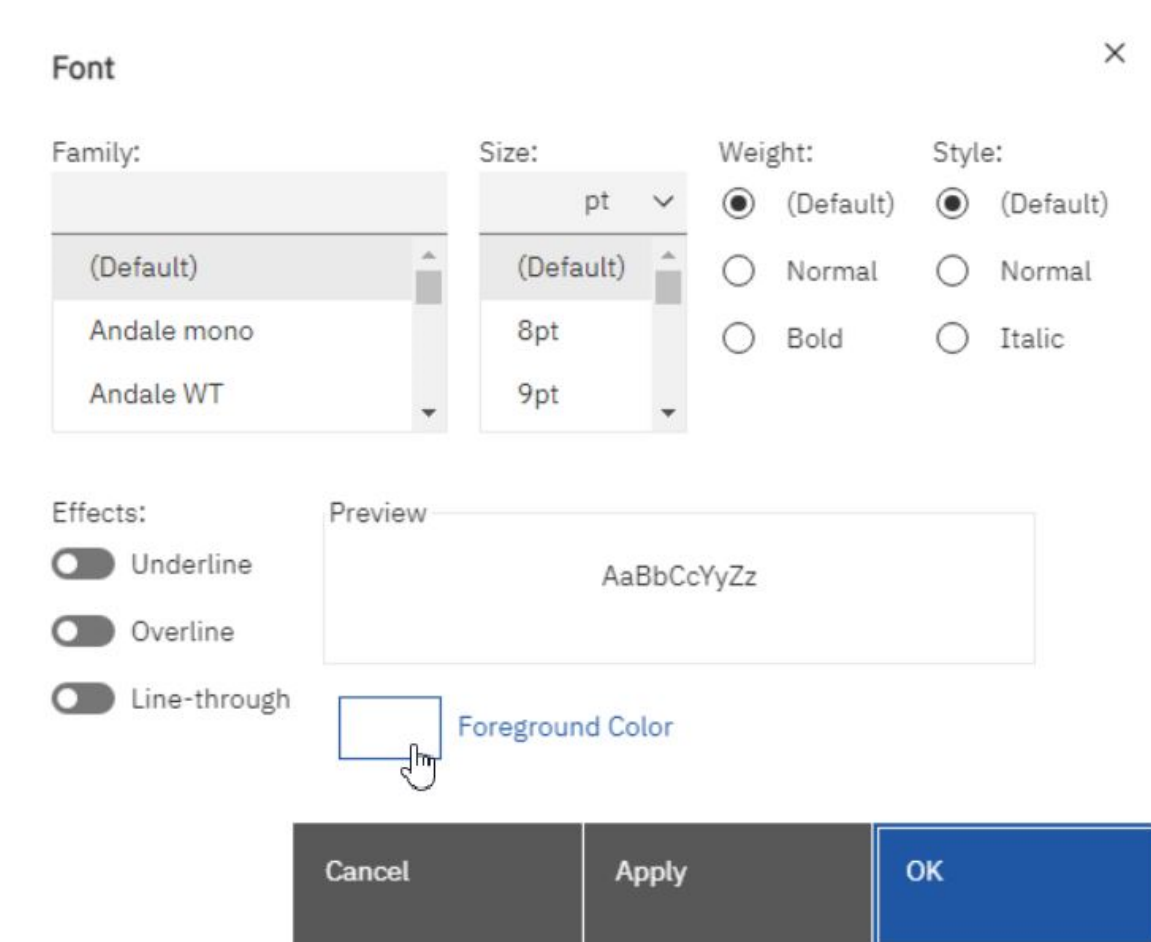 Font
Family: Size: Weight: Style:
pt (Default) (Default)
(Default) (Default) Normal Normal
Andale mono 8pt Bold Italic
Andale WT 9pt
Effects: Preview
Underline AaBbCcYyZz
Overline
Line-through
Foreground Color
Cancel Apply OK